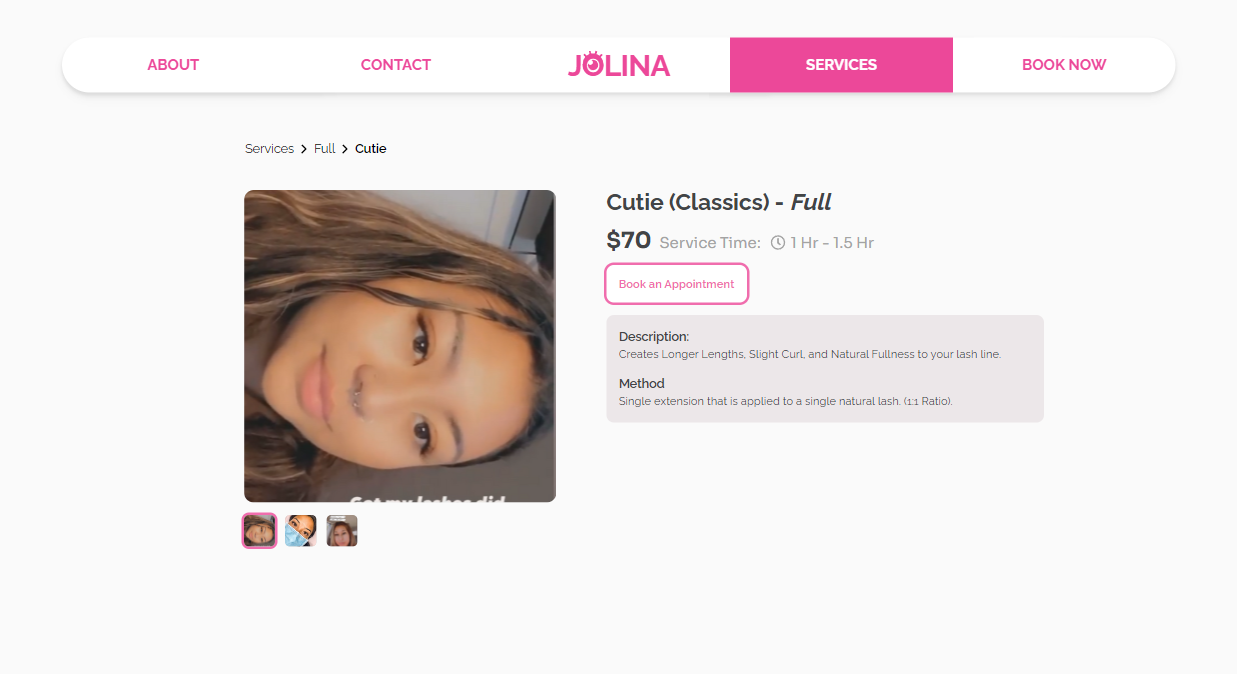 ABOUT CONTACT JOLINA SERVICES BOOK NOW
Services > Full > Cutie
Cutie (Classics) - Full
$70 Service Time: 1 Hr - 1.5 Hr
Book an Appointment
Description:
Creates Longer Lengths, Slight Curl, and Natural Fullness to your lash line.
Method
Single extension that is applied to a single natural lash. (1:1 Ratio).
Got my lashes did